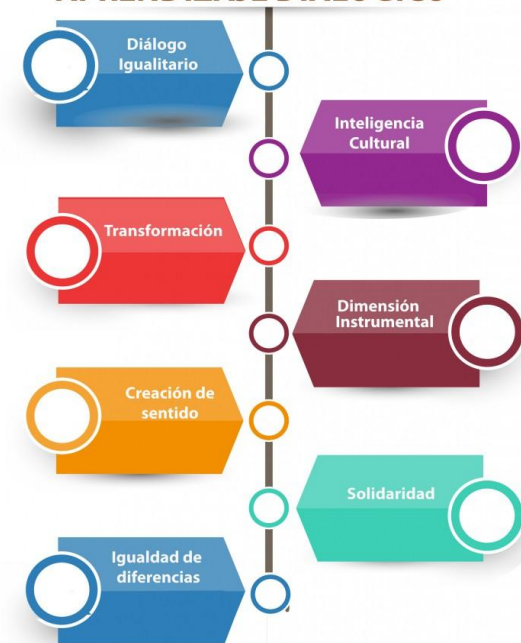 Diálogo
Igualitario
Inteligencia
Cultural
Transformación
Dimensión
Instrumental
Creación de
sentido
Solidaridad
Igualdad de
diferencias